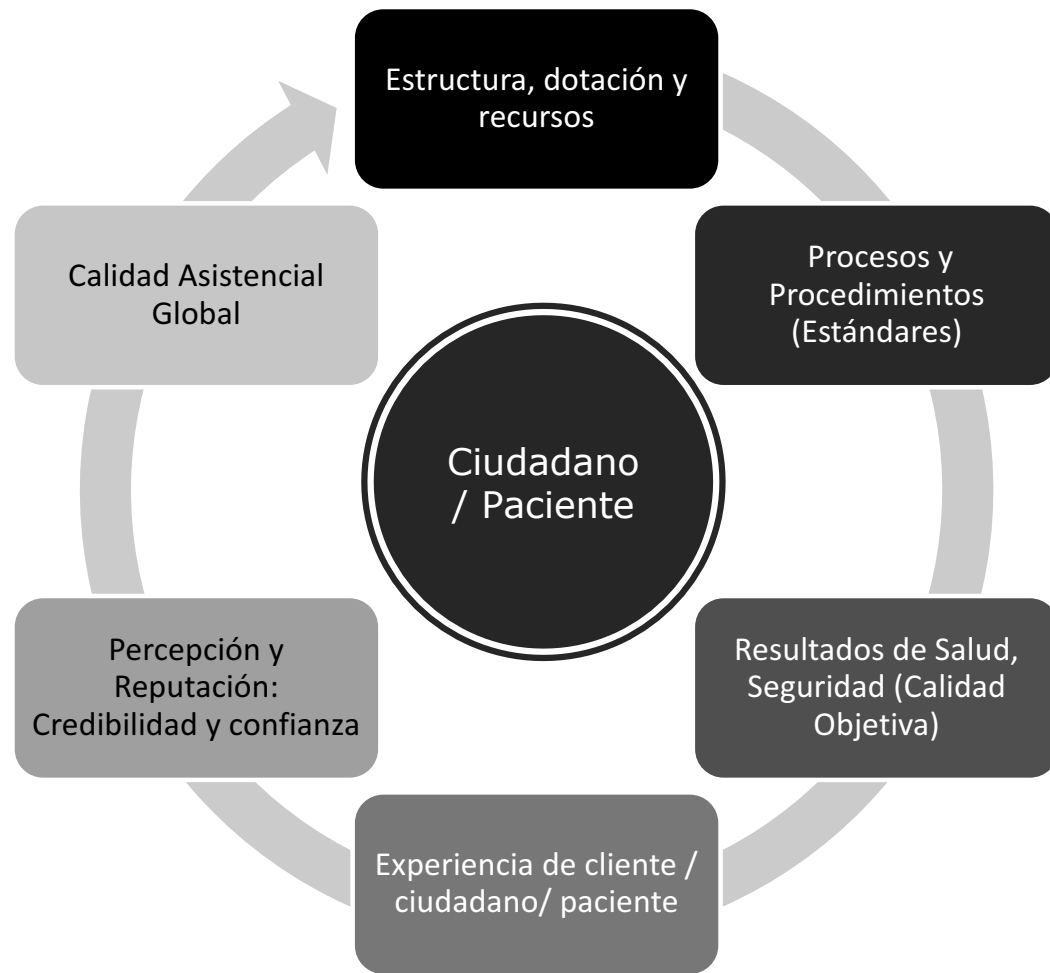 Estructura, dotación y
recursos
Procesos y
Procedimientos
(Estándares)
Resultados de Salud,
Seguridad (Calidad
Objetiva)
Experiencia de cliente /
ciudadano/ paciente
Percepción y
Reputación:
Credibilidad y confianza
Calidad Asistencial
Global
Ciudadano
/ Paciente